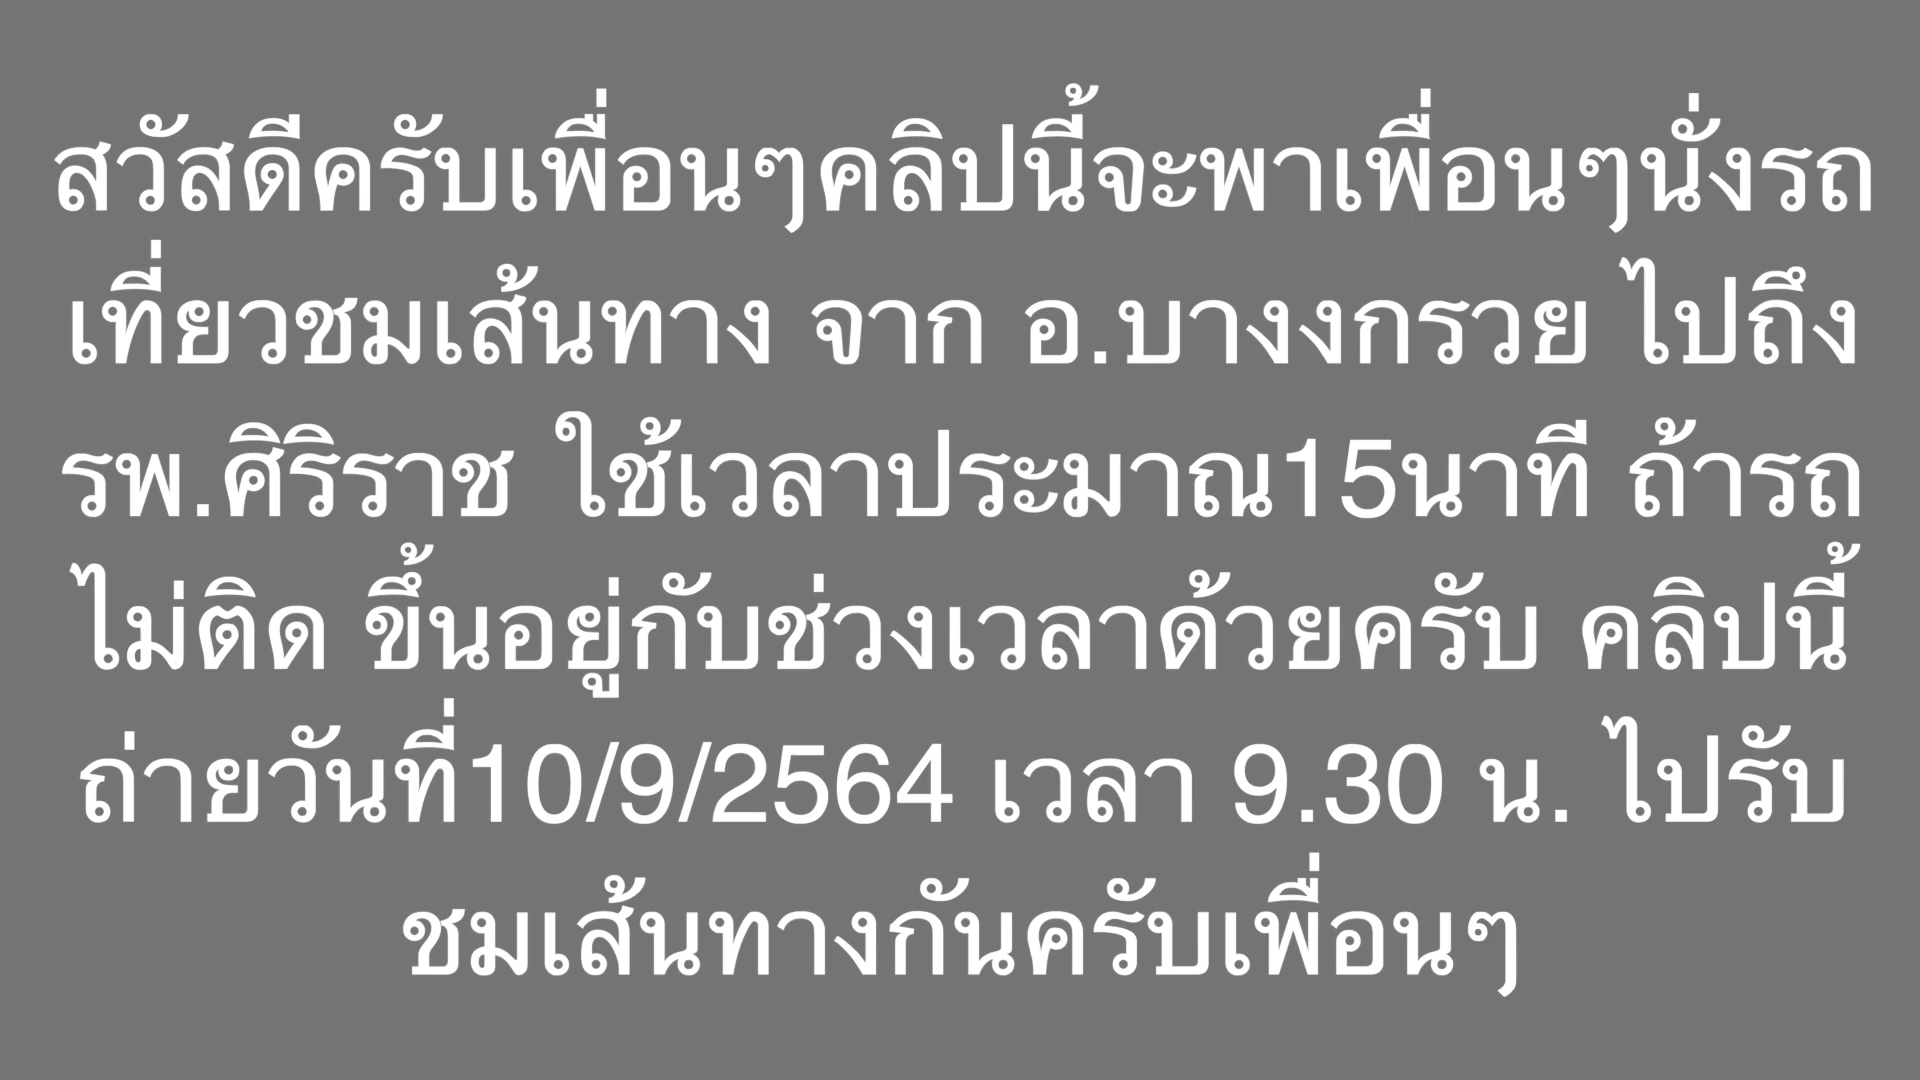 สวัสดีครับเพื่อนๆคลิปนี้จะพาเพื่อนๆนั่งรถ
เที่ยวชมเส้นทาง จาก อ.บางงกรวย ไปถึง
รพ.ศิริราช ใช้เวลาประมาณ15นาที ถ้ารถ
ไม่ติด ขึ้นอยู่กับช่วงเวลาด้วยครับ คลิปนี้
ถ่ายวันที่10/9/2564 เวลา 9.30 น. ไปรับ
ชมเส้นทางกันครับเพื่อนๆ